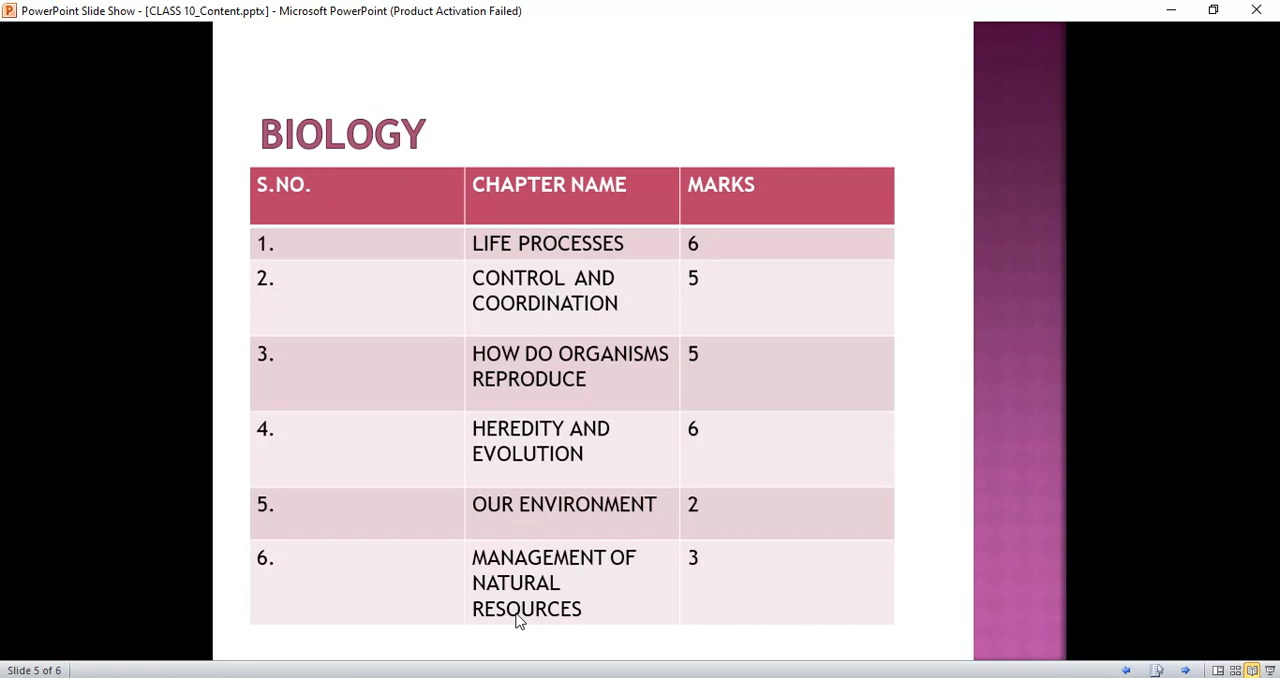 PowerPoint Slide Show - [CLASS 10_Content.pptx] - Microsoft PowerPoint (Product Activation Failed)
BIOLOGY
S.NO. CHAPTER NAME MARKS
1. LIFE PROCESSES 6
2. CONTROL AND 5
COORDINATION
3. HOW DO ORGANISMS 5
REPRODUCE
4. HEREDITY AND 6
EVOLUTION
5. OUR ENVIRONMENT 2
6. MANAGEMENT OF 3
NATURAL
RESOURCES
Slide 5 of 6